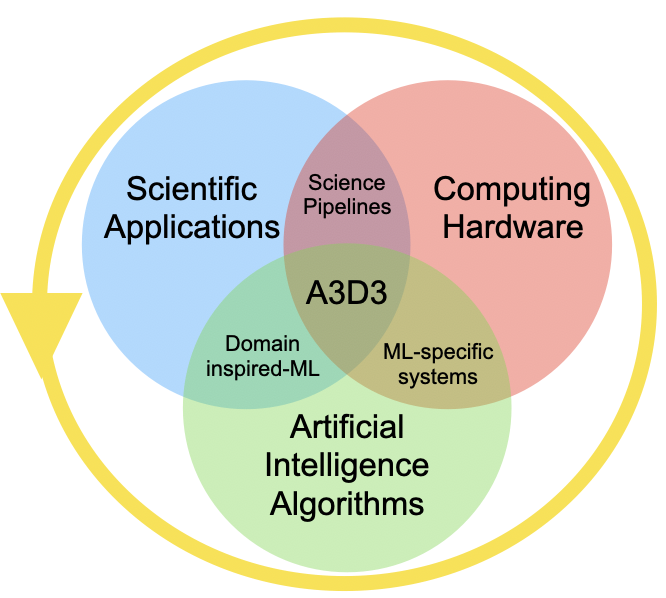 Scientific
Applications
Science
Pipelines
Computing
Hardware
A3D3
Domain
inspired-ML
ML-specific
systems
Artificial
Intelligence
Algorithms